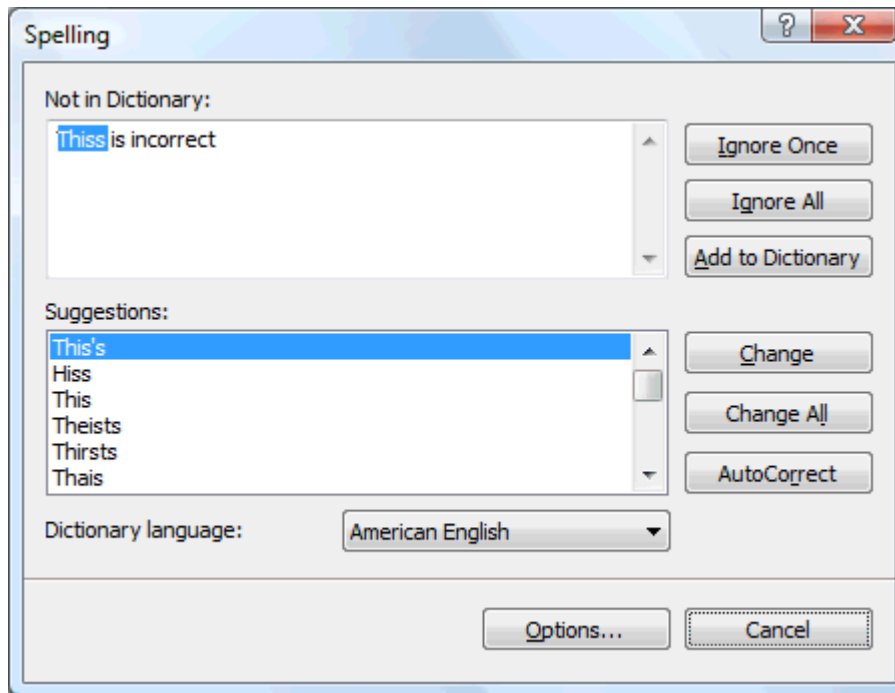 Spelling
Not in Dictionary:
Thiss is incorrect
Ignore Once
Ignore All
Add to Dictionary
Suggestions:
This's
Hiss
This
Theists
Thirsts
Thais
Change
Change All
AutoCorrect
Dictionary language:
American English
Options...
Cancel